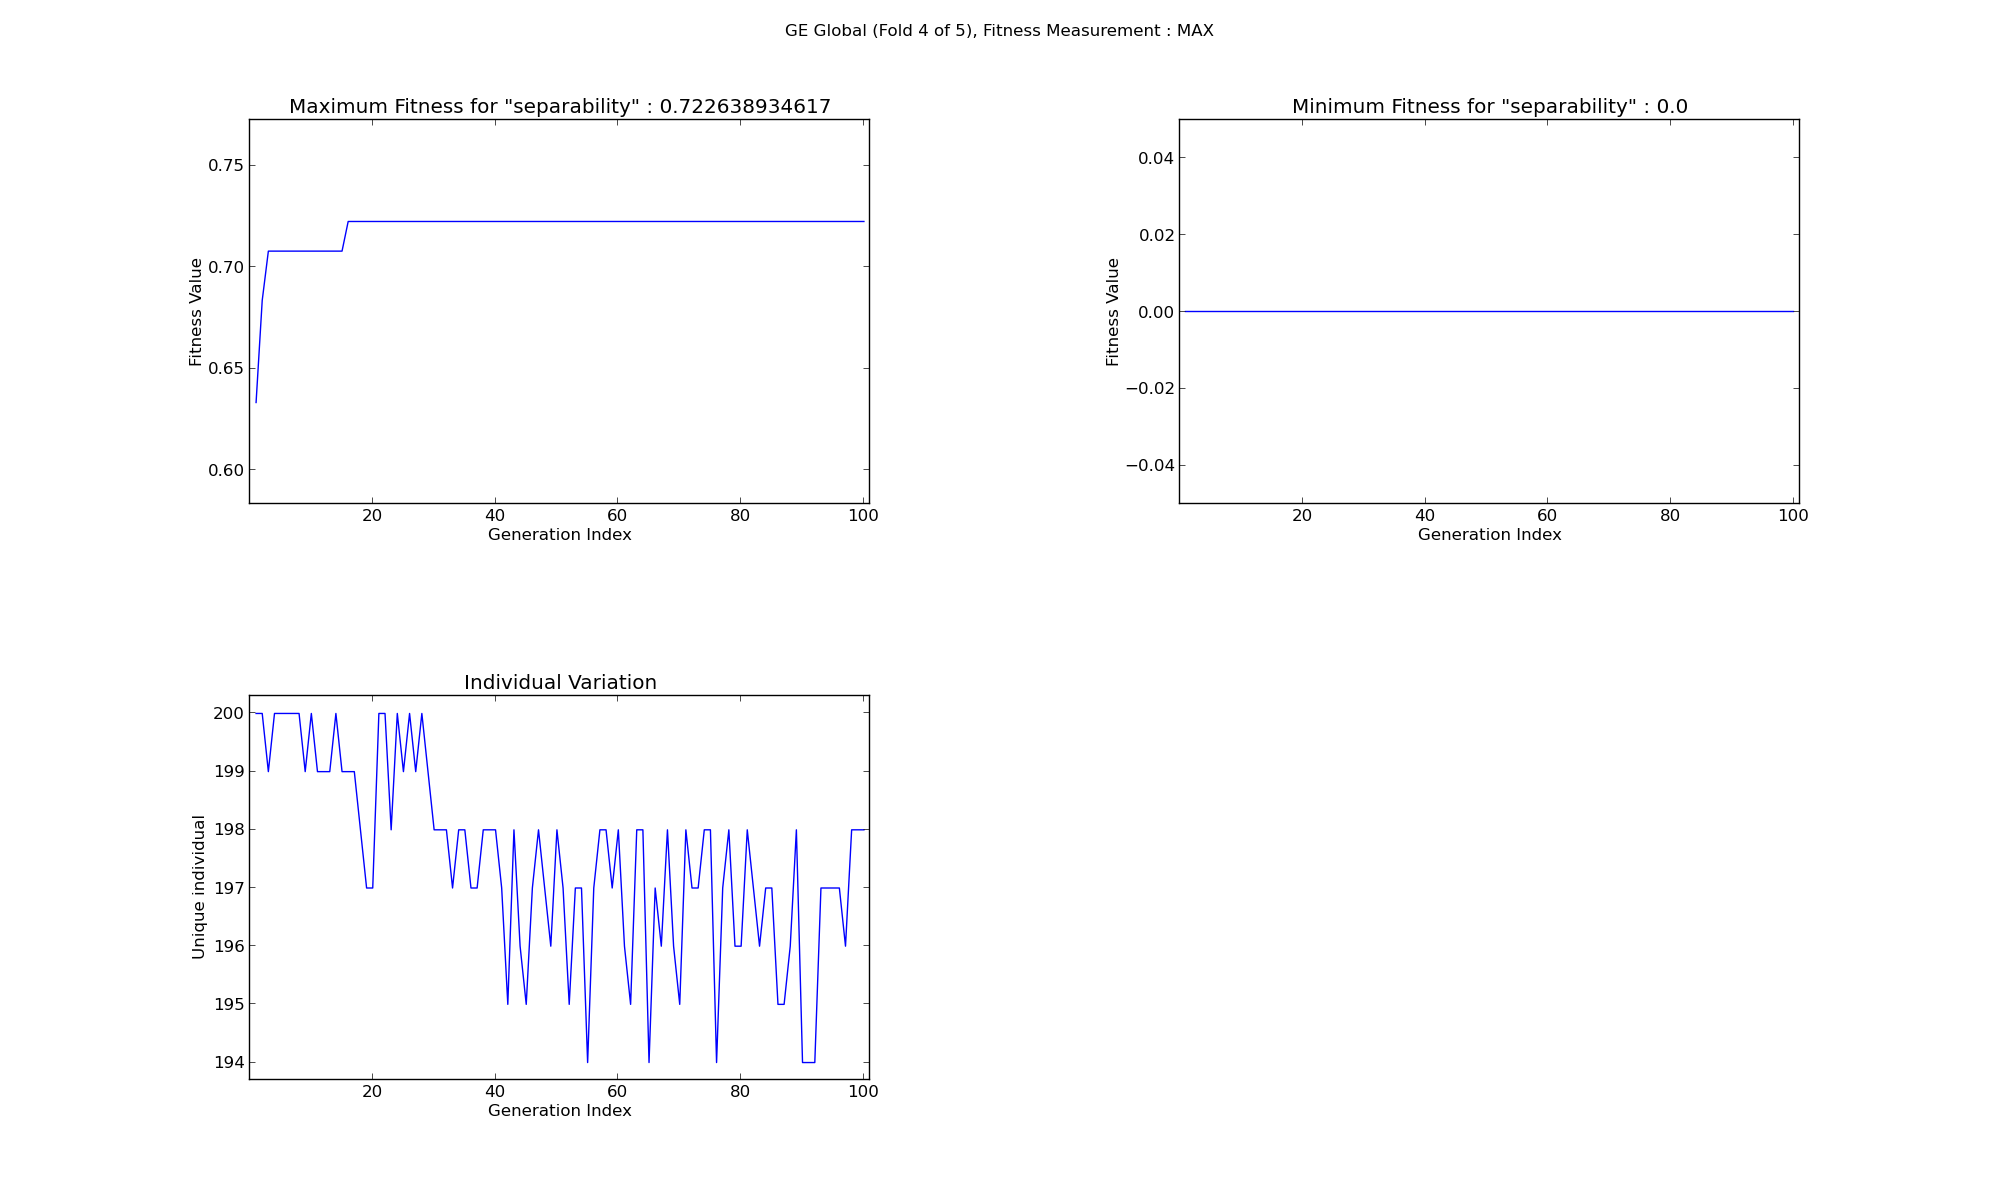 GE Global (Fold 4 of 5), Fitness Measurement : MAX
Maximum Fitness for "separability" : 0.722638934617
0.75
0.70
0.65
0.60
Fitness Value
20 40 60 80 100
Generation Index
Minimum Fitness for "separability" : 0.0
0.04
0.02
0.00
−0.02
−0.04
Fitness Value
20 40 60 80 100
Generation Index
Individual Variation
200
199
198
197
196
195
194
Unique individual
20 40 60 80 100
Generation Index